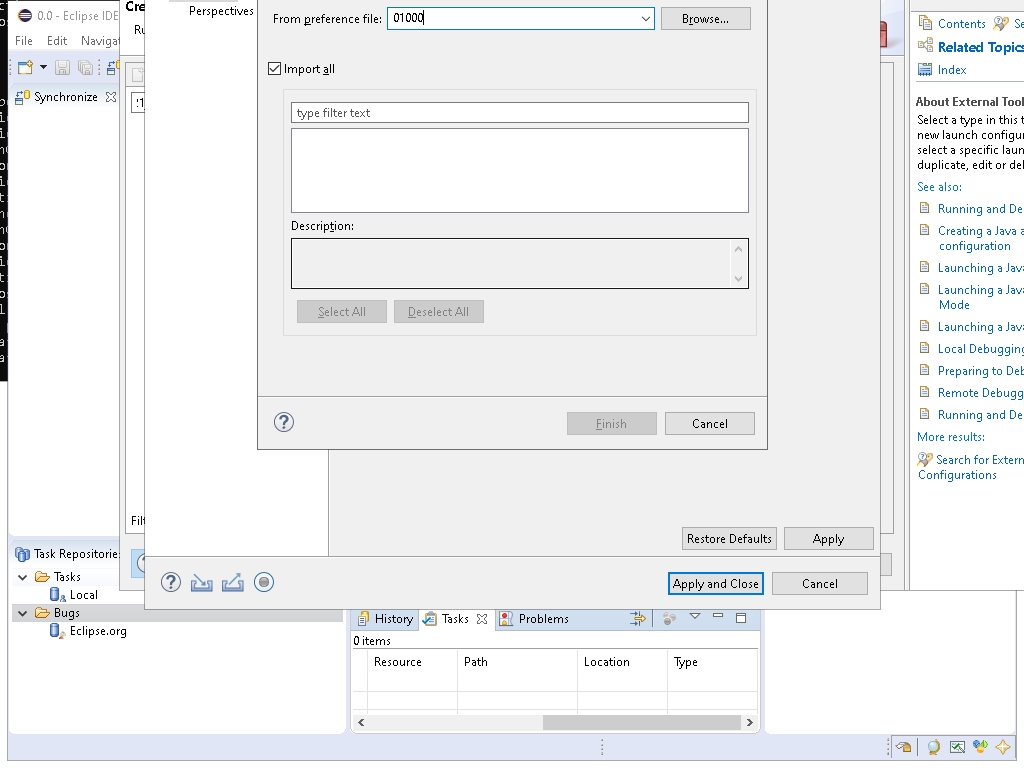 0.0 - Eclipse IDE
File Edit Navigat
Synchronize
Cre
Ru
Perspectives
From preference file: 01000
Browse...
Import all
type filter text
Description:
Select All
Deselect All
Finish
Cancel
Filt
Restore Defaults
Apply
Apply and Close
Cancel
Contents
Se
Related Topics
Index
About External Tool
Select a type in this t
new launch configur
select a specific laun
duplicate, edit or del
See also:
Running and De
Creating a Java a
configuration
Launching a Java
Launching a Java
Mode
Launching a Java
Local Debugging
Preparing to Deb
Remote Debugg
Running and De
More results:
Search for Extern
Configurations
Task Repositorie
Tasks
Local
Bugs
Eclipse.org
History
Tasks
Problems
0 items
Resource Path Location Type